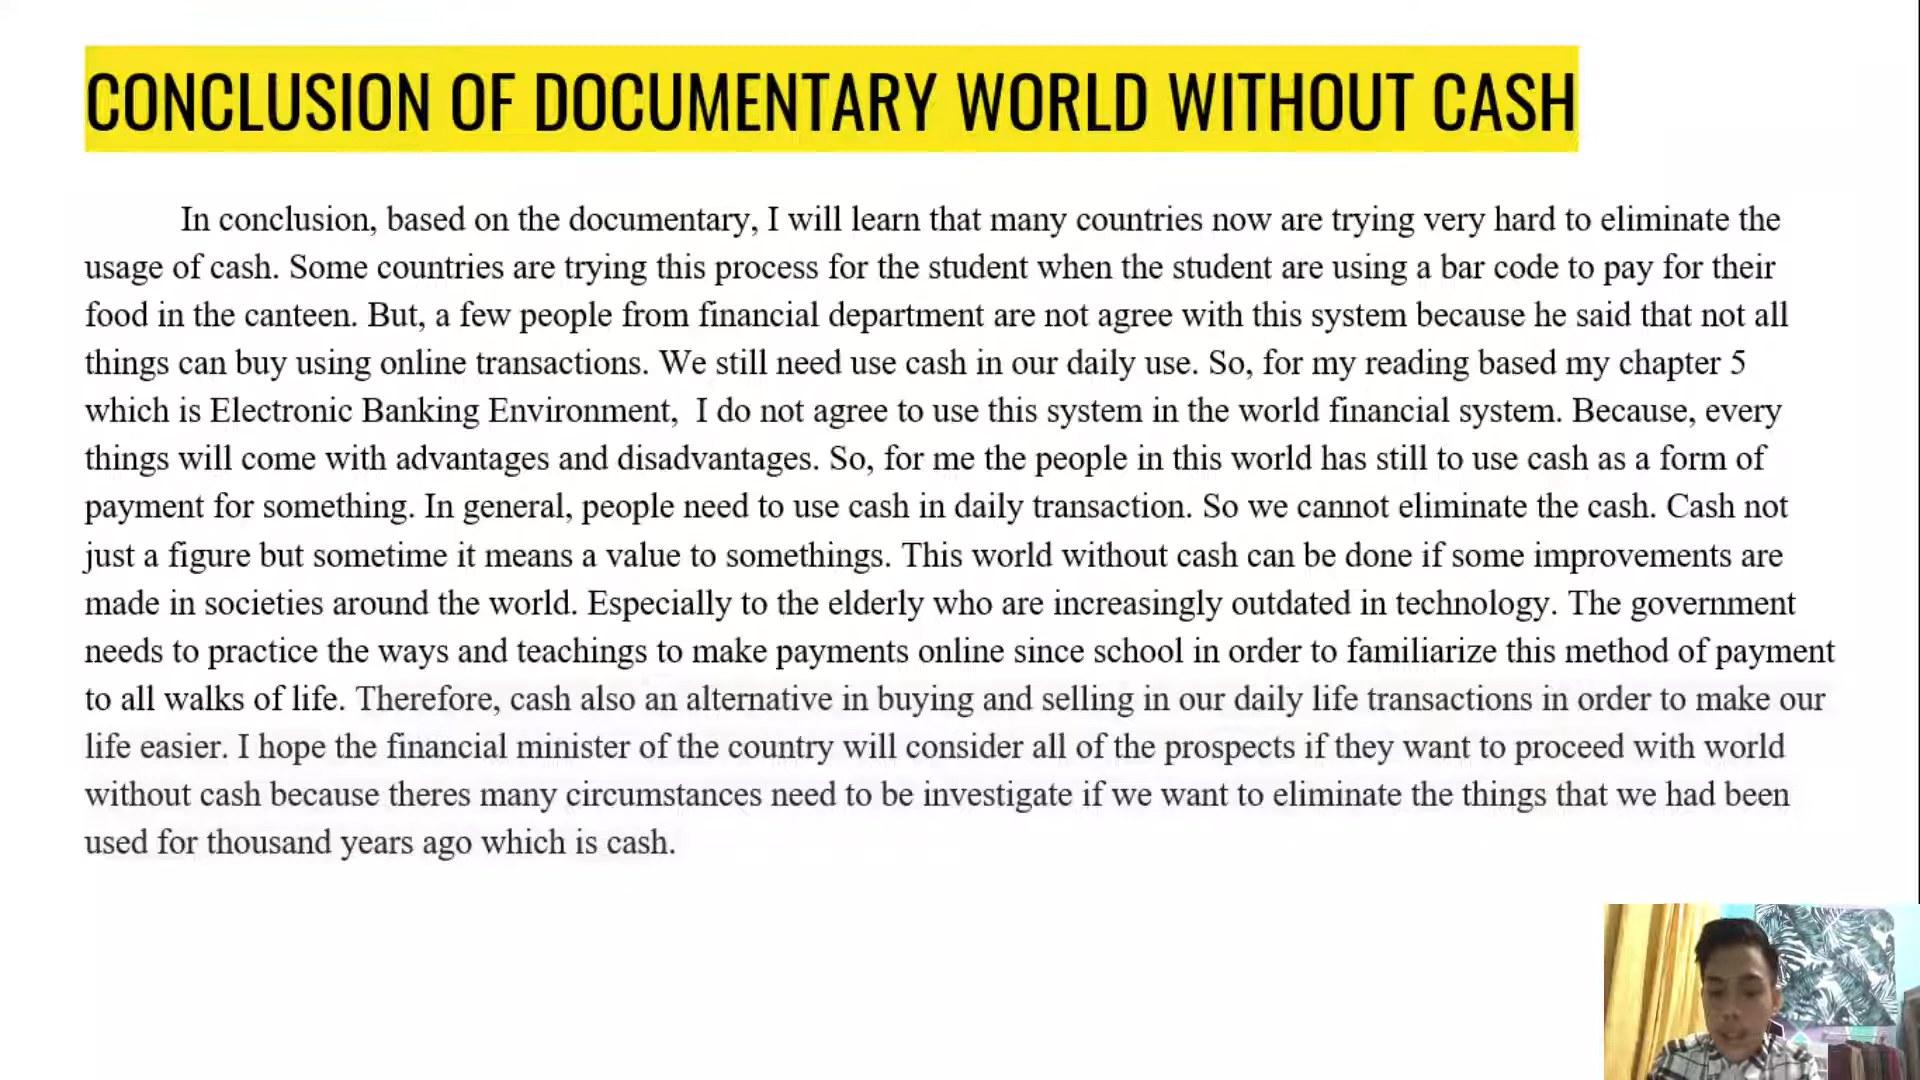 CONCLUSION OF DOCUMENTARY WORLD WITHOUT CASH
In conclusion, based on the documentary, I will learn that many countries now are trying very hard to eliminate the
usage of cash. Some countries are trying this process for the student when the student are using a bar code to pay for their
food in the canteen. But, a few people from financial department are not agree with this system because he said that not all
things can buy using online transactions. We still need use cash in our daily use. So, for my reading based my chapter 5
which is Electronic Banking Environment,  I do not agree to use this system in the world financial system. Because, every
things will come with advantages and disadvantages. So, for me the people in this world has still to use cash as a form of
payment for something. In general, people need to use cash in daily transaction. So we cannot eliminate the cash. Cash not
just a figure but sometime it means a value to somethings. This world without cash can be done if some improvements are
made in societies around the world. Especially to the elderly who are increasingly outdated in technology. The government
needs to practice the ways and teachings to make payments online since school in order to familiarize this method of payment
to all walks of life. Therefore, cash also an alternative in buying and selling in our daily life transactions in order to make our
life easier. I hope the financial minister of the country will consider all of the prospects if they want to proceed with world
without cash because theres many circumstances need to be investigate if we want to eliminate the things that we had been
used for thousand years ago which is cash.